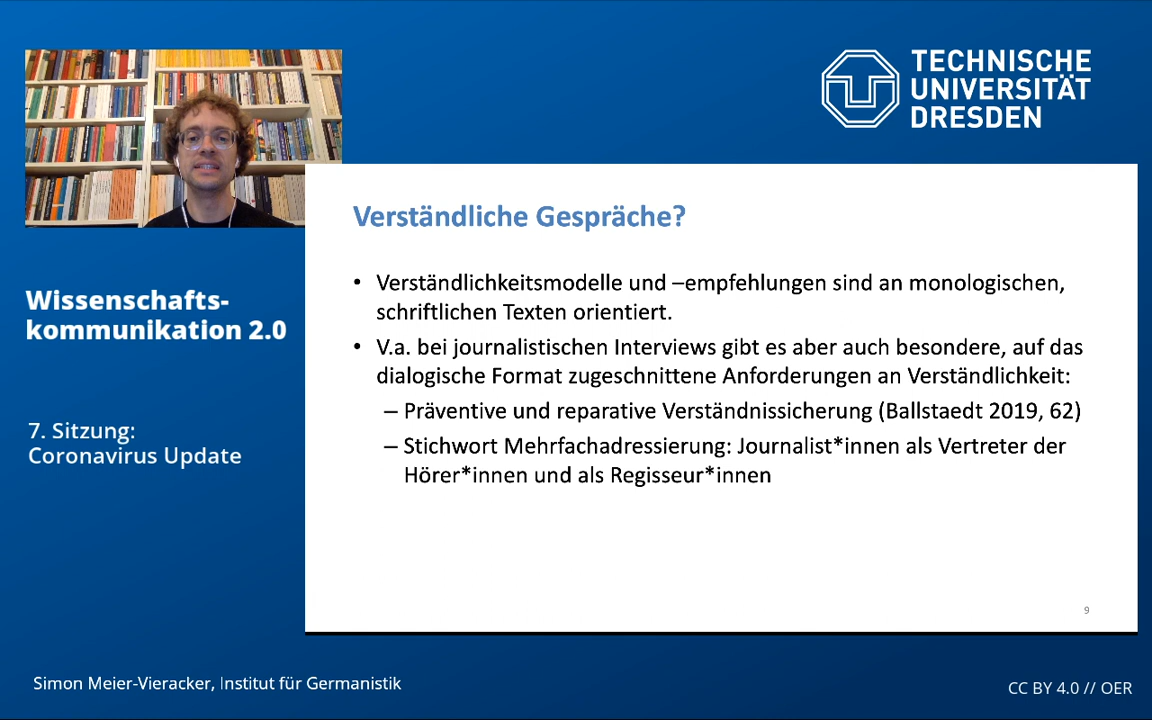 TECHNISCHE
UNIVERSITÄT
DRESDEN
Verständliche Gespräche?
• Verständlichkeitsmodelle und –empfehlungen sind an monologischen,
schriftlichen Texten orientiert.
• V.a. bei journalistischen Interviews gibt es aber auch besondere, auf das
dialogische Format zugeschnittene Anforderungen an Verständlichkeit:
– Präventive und reparative Verständnissicherung (Ballstaedt 2019, 62)
– Stichwort Mehrfachadressierung: Journalist*innen als Vertreter der
Hörer*innen und als Regisseur*innen
9
Wissenschafts-
kommunikation 2.0
7. Sitzung:
Coronavirus Update
Simon Meier-Vieracker, Institut für Germanistik
CC BY 4.0 // OER